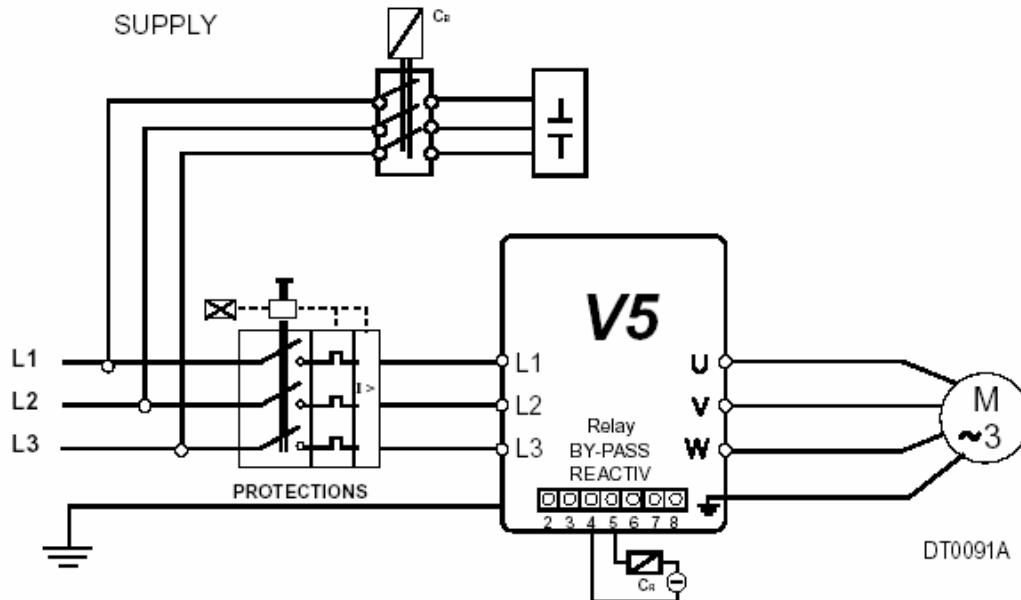 SUPPLY
CR
V5
L1
L2
L3
I >
L1
L2
L3
U
V
W
M
~3
Relay
BY-PASS
REACTIV
PROTECTIONS
2 3 4 5 6 7 8
CR
DT0091A